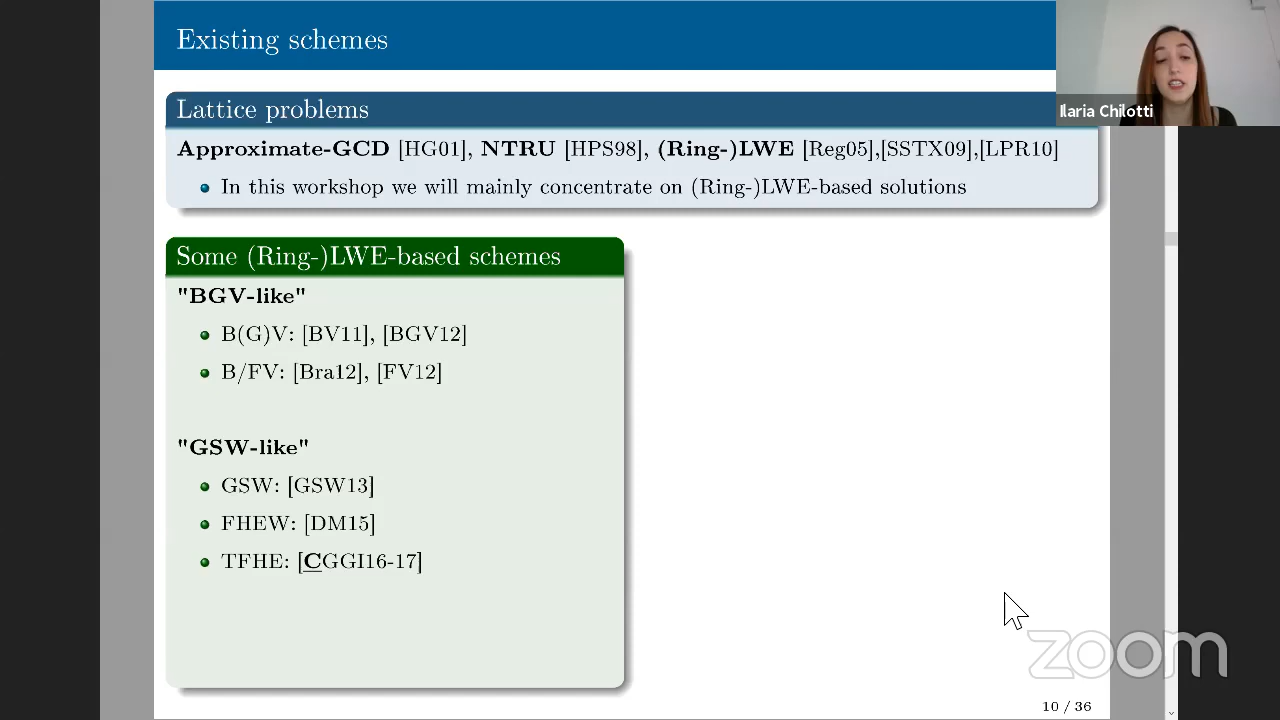 Existing schemes
Ilaria Chilotti
Lattice problems
Approximate-GCD [HG01], NTRU [HPS98], (Ring-)LWE [Reg05],[SSTX09],[LPR10]
In this workshop we will mainly concentrate on (Ring-)LWE-based solutions
Some (Ring-)LWE-based schemes
"BGV-like"
B(G)V: [BV11], [BGV12]
B/FV: [Bra12], [FV12]
"GSW-like"
GSW: [GSW13]
FHEW: [DM15]
TFHE: [CGGI16-17]
zoom
10 / 36